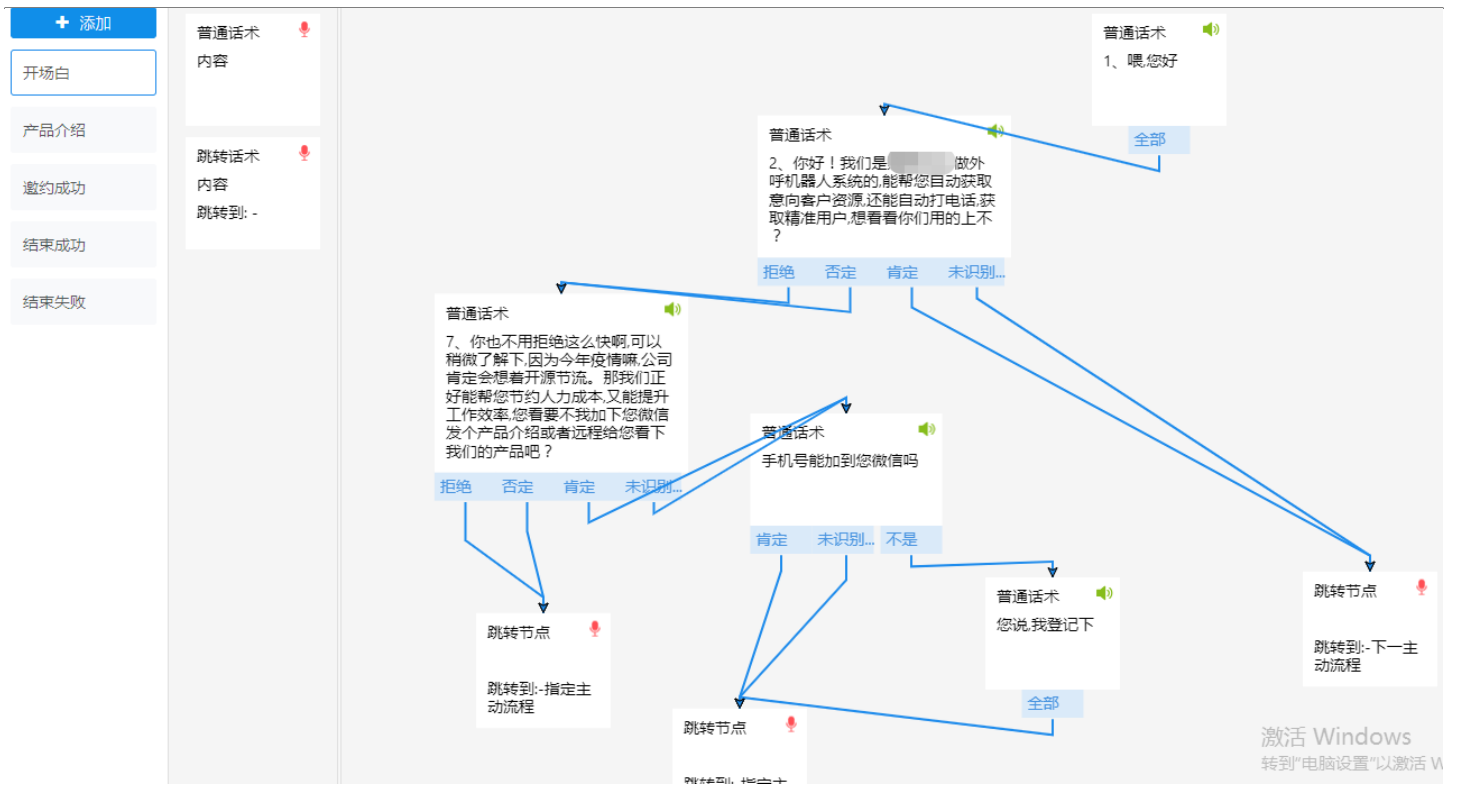 添加
开场白
产品介绍
邀约成功
结束成功
结束失败
普通话术
内容
跳转话术
内容
跳转到: -
普通话术
1、喂,您好
全部
普通话术
2、你好！我们是 做外
呼机器人系统的,能帮您自动获取
意向客户资源,还能自动打电话,获
取精准用户,想看看你们用的上不
？
拒绝 否定 肯定 未识别...
普通话术
7、你也不用拒绝这么快啊,可以
稍微了解下,因为今年疫情嘛,公司
肯定会想着开源节流。那我们正
好能帮您节约人力成本,又能提升
工作效率,您看要不我加下您微信
发个产品介绍或者远程给您看下
我们的产品吧？
拒绝 否定 肯定 未识别...
普通话术
手机号能加到您微信吗
肯定 未识别... 不是
普通话术
您说,我登记下
全部
跳转节点
跳转到:-下一主
动流程
跳转节点
跳转到:-指定主
动流程
跳转节点
跳转到:-指定主
激活 Windows
转到"电脑设置"以激活 W